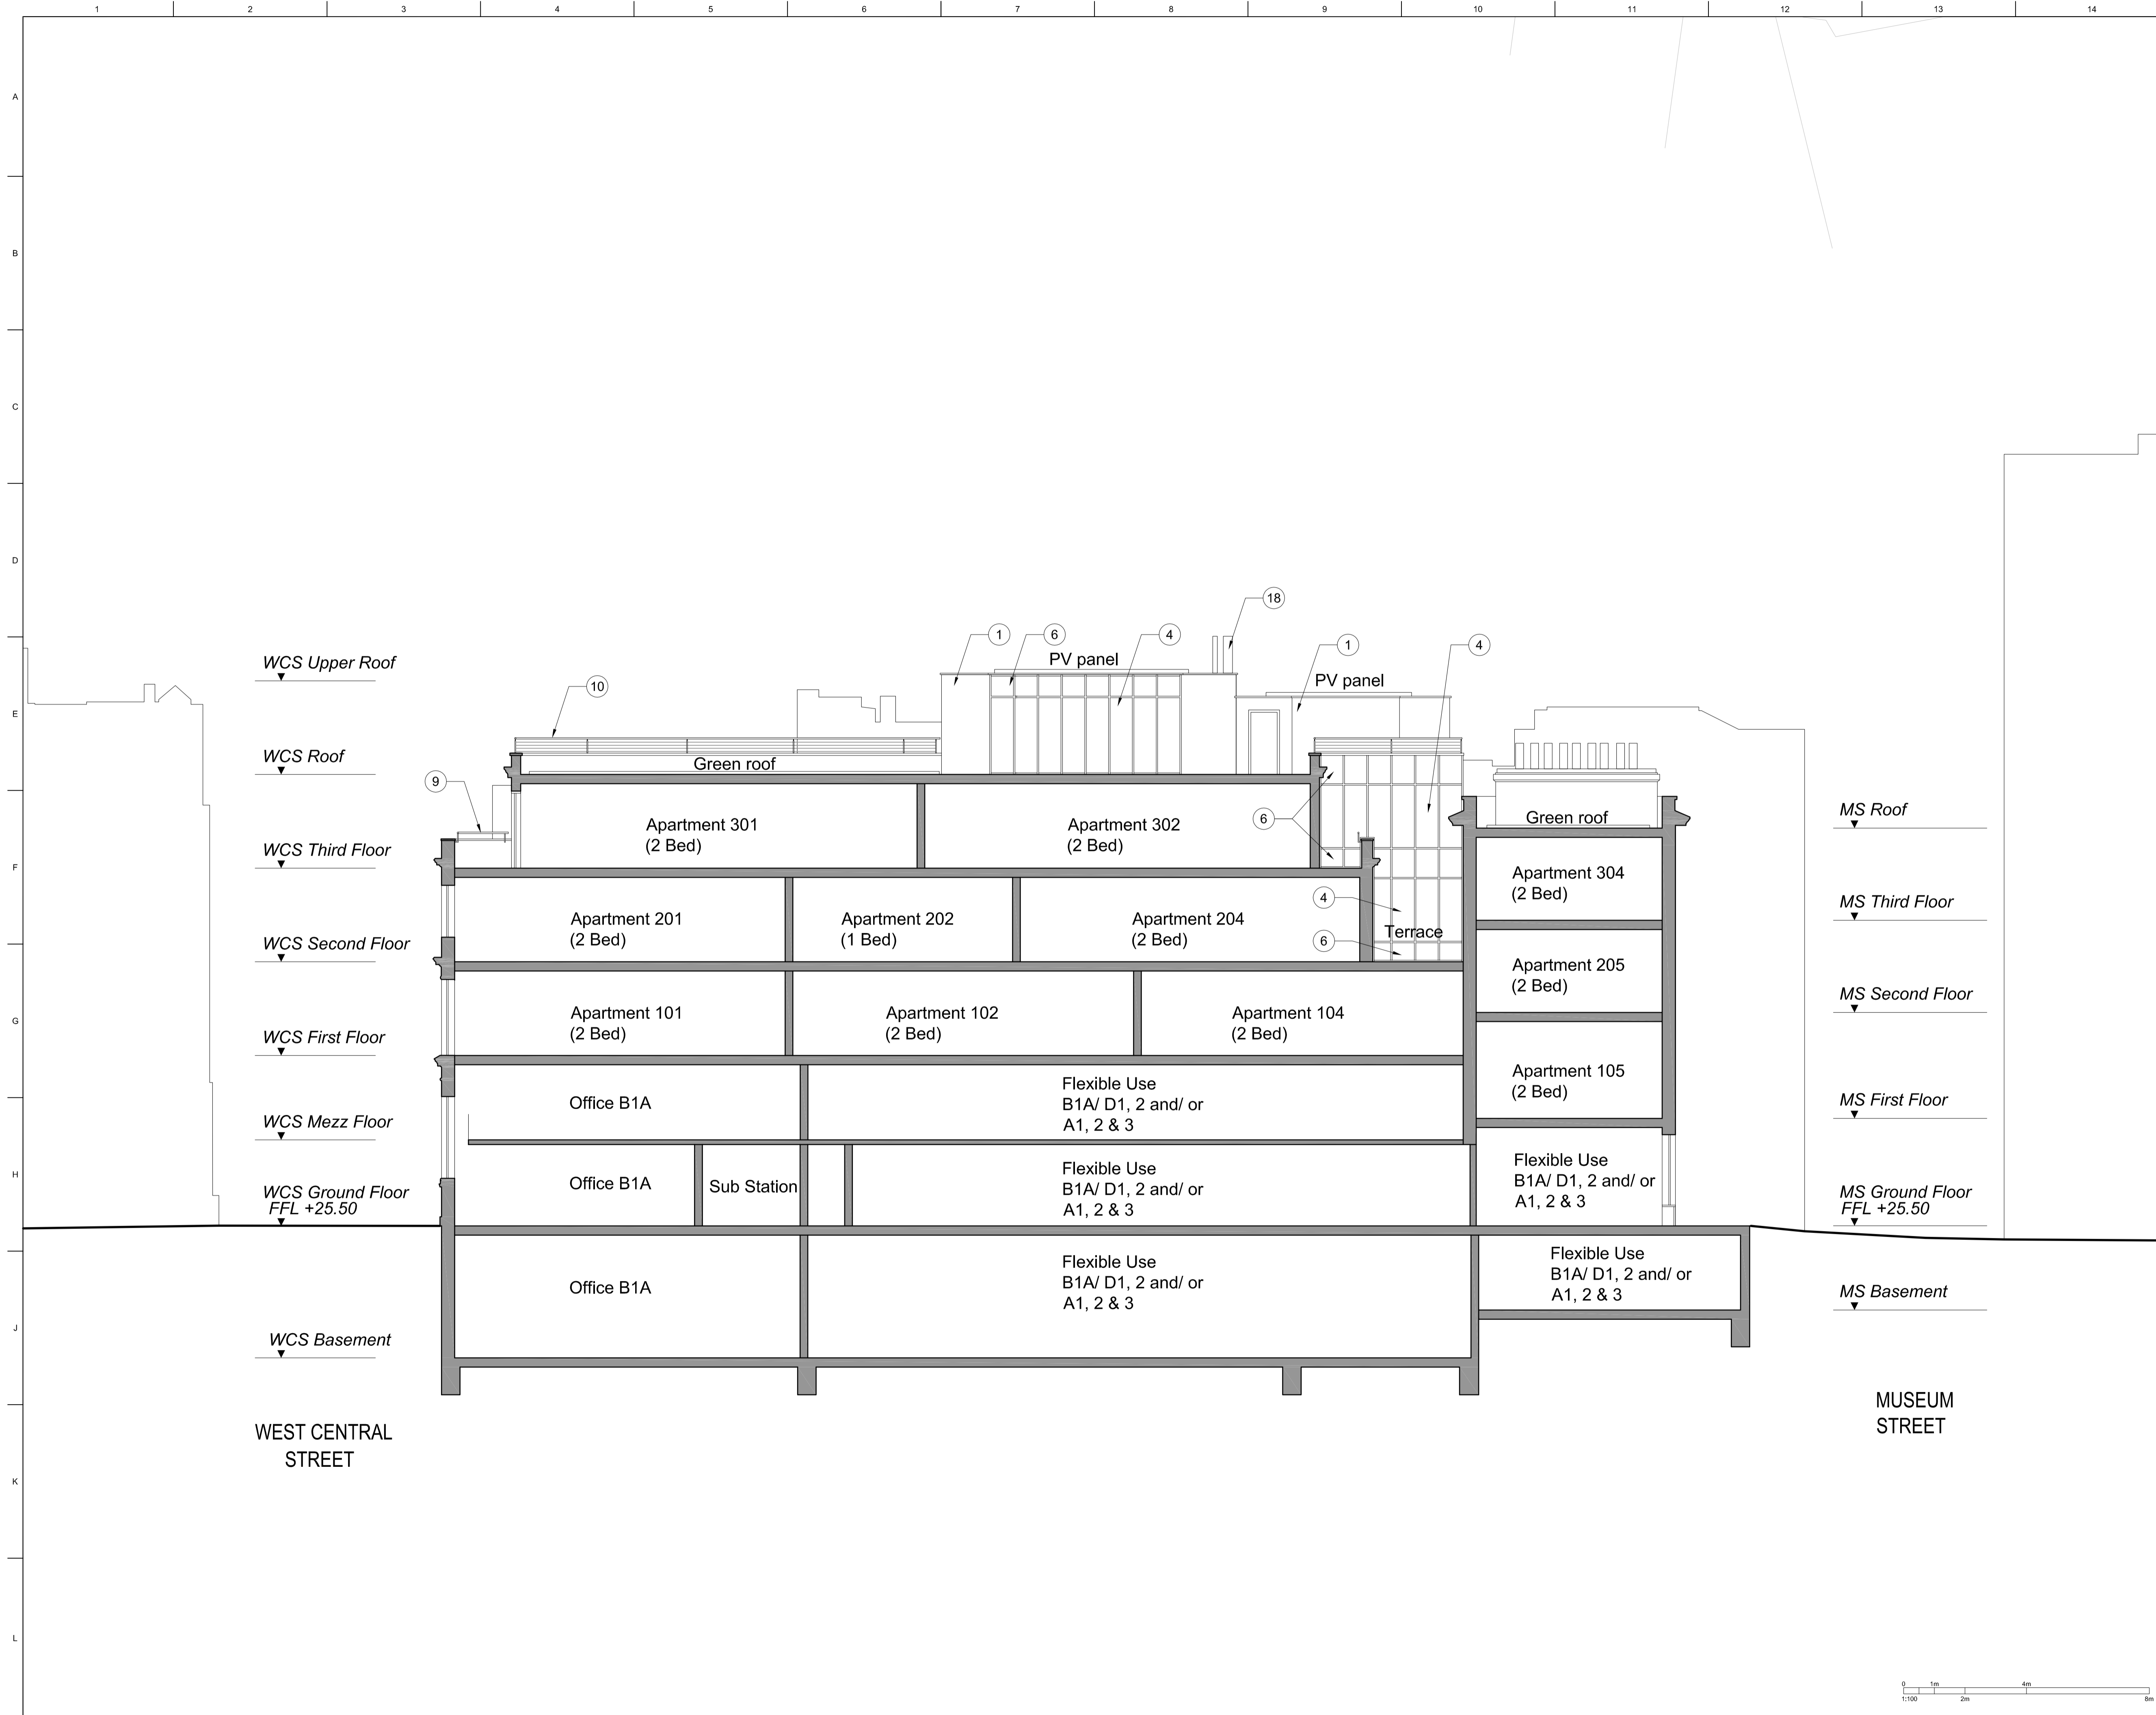 1 2 3 4 5 6 7 8 9 10 11 12 13 14
A
B
C
D
E
F
G
H
J
K
L
18
1
6
4
1
4
PV panel
PV panel
10
Green roof
9
6
Green roof
WCS Upper Roof
WCS Roof
WCS Third Floor
WCS Second Floor
WCS First Floor
WCS Mezz Floor
WCS Ground Floor
FFL +25.50
WCS Basement
Apartment 301
(2 Bed)
Apartment 302
(2 Bed)
Apartment 304
(2 Bed)
Apartment 201
(2 Bed)
Apartment 202
(1 Bed)
Apartment 204
(2 Bed)
4
Terrace
6
Apartment 205
(2 Bed)
Apartment 101
(2 Bed)
Apartment 102
(2 Bed)
Apartment 104
(2 Bed)
Apartment 105
(2 Bed)
Office B1A
Flexible Use
B1A/ D1, 2 and/ or
A1, 2 & 3
Office B1A
Sub Station
Flexible Use
B1A/ D1, 2 and/ or
A1, 2 & 3
Flexible Use
B1A/ D1, 2 and/ or
A1, 2 & 3
Office B1A
Flexible Use
B1A/ D1, 2 and/ or
A1, 2 & 3
Flexible Use
B1A/ D1, 2 and/ or
A1, 2 & 3
MS Roof
MS Third Floor
MS Second Floor
MS First Floor
MS Ground Floor
FFL +25.50
MS Basement
WEST CENTRAL
STREET
MUSEUM
STREET
0 1m 4m
1:100 2m 8m